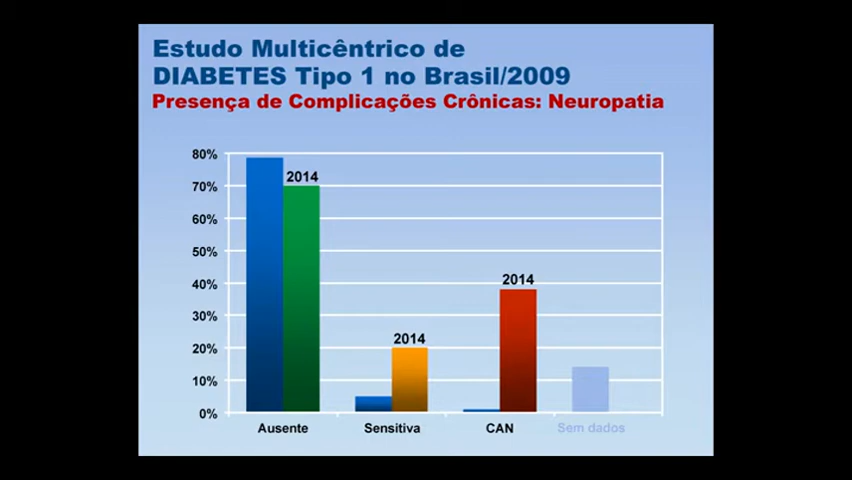 Estudo Multicêntrico de
DIABETES Tipo 1 no Brasil/2009
Presença de Complicações Crônicas: Neuropatia
80%
70%
60%
50%
40%
30%
20%
10%
0%
2014
2014
2014
Ausente
Sensitiva
CAN
Sem dados